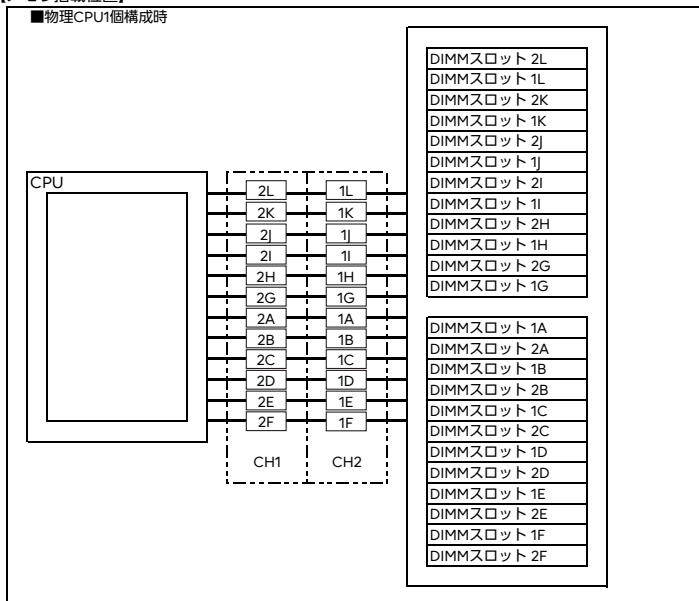 ■物理CPU1個構成時
DIMMスロット 2L
DIMMスロット 1L
DIMMスロット 2K
DIMMスロット 1K
DIMMスロット 2J
DIMMスロット 1J
DIMMスロット 2I
DIMMスロット 1I
DIMMスロット 2H
DIMMスロット 1H
DIMMスロット 2G
DIMMスロット 1G
CPU
2L 1L
2K 1K
2J 1J
2I 1I
2H 1H
2G 1G
2A 1A
2B 1B
2C 1C
2D 1D
2E 1E
2F 1F
CH1 CH2
DIMMスロット 1A
DIMMスロット 2A
DIMMスロット 1B
DIMMスロット 2B
DIMMスロット 1C
DIMMスロット 2C
DIMMスロット 1D
DIMMスロット 2D
DIMMスロット 1E
DIMMスロット 2E
DIMMスロット 1F
DIMMスロット 2F